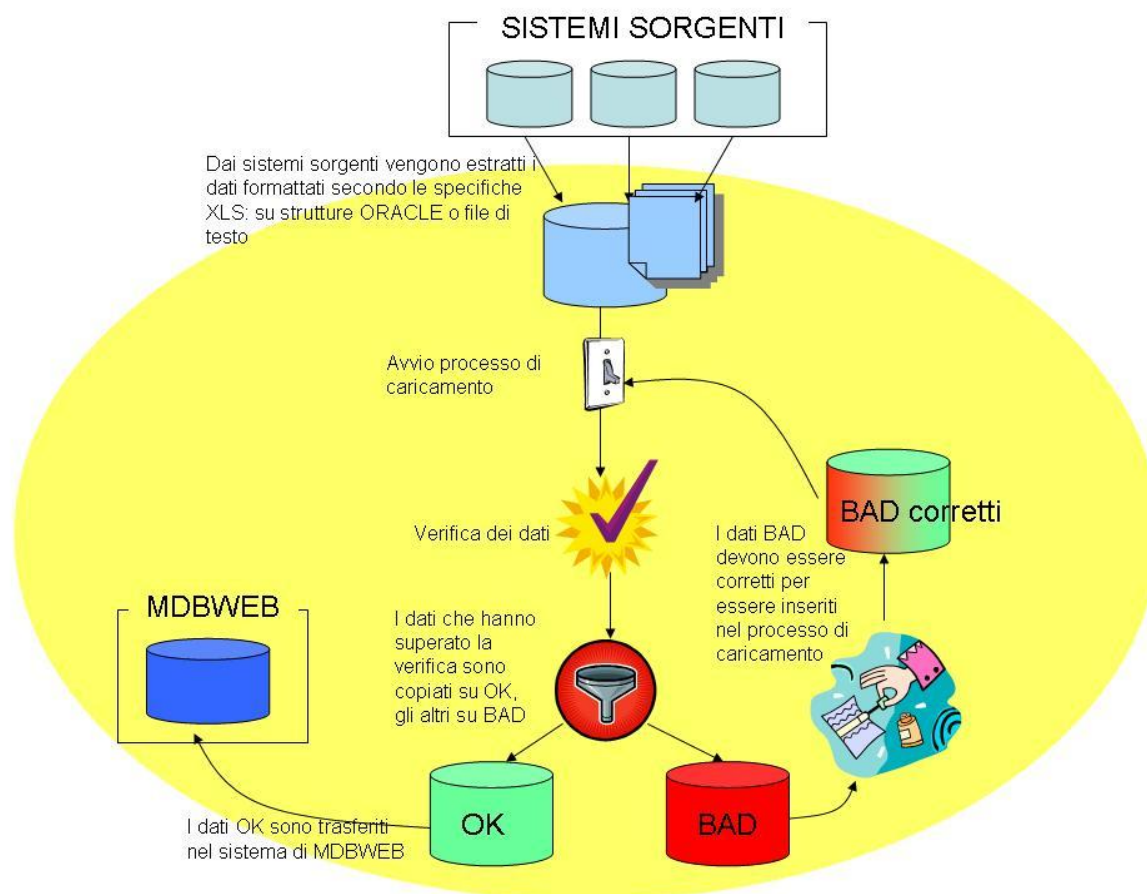 SISTEMI SORGENTI
Dai sistemi sorgenti vengono estratti i
dati formattati secondo le specifiche
XLS: su strutture ORACLE o file di
testo
Avvio processo di
caricamento
BAD corretti
Verifica dei dati
I dati BAD
devono essere
corretti per
essere inseriti
nel processo di
caricamento
MDBWEB
I dati che hanno
superato la
verifica sono
copiati su OK,
gli altri su BAD
OK
BAD
I dati OK sono trasferiti
nel sistema di MDBWEB